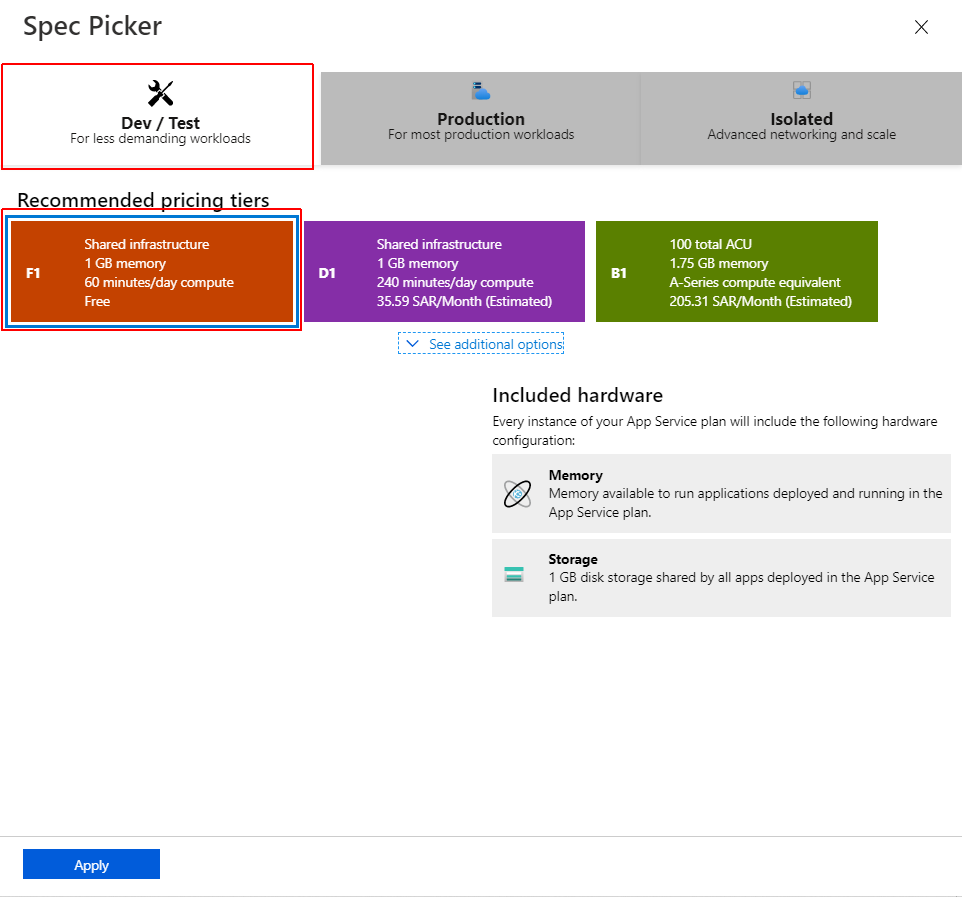 Spec Picker
Dev / Test
For less demanding workloads
Production
For most production workloads
Isolated
Advanced networking and scale
Recommended pricing tiers
F1
Shared infrastructure
1 GB memory
60 minutes/day compute
Free
D1
Shared infrastructure
1 GB memory
240 minutes/day compute
35.59 SAR/Month (Estimated)
B1
100 total ACU
1.75 GB memory
A-Series compute equivalent
205.31 SAR/Month (Estimated)
See additional options
Included hardware
Every instance of your App Service plan will include the following hardware
configuration:
Memory
Memory available to run applications deployed and running in the
App Service plan.
Storage
1 GB disk storage shared by all apps deployed in the App Service
plan.
Apply